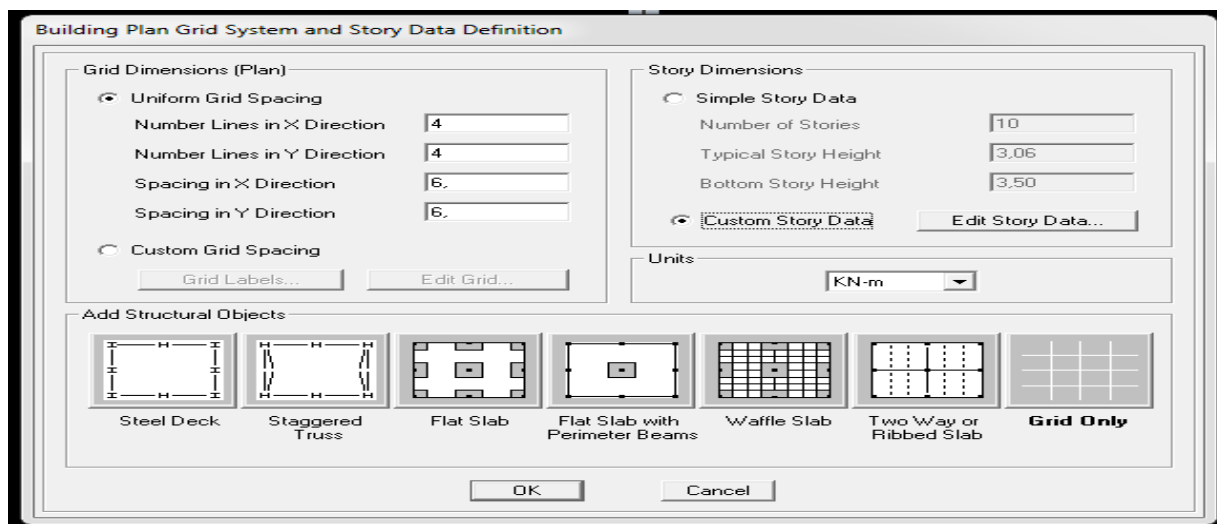 Building Plan Grid System and Story Data Definition
Grid Dimensions (Plan)
Uniform Grid Spacing
Number Lines in X Direction 4
Number Lines in Y Direction 4
Spacing in X Direction 6,
Spacing in Y Direction 6,
Custom Grid Spacing
Grid Labels... Edit Grid...
Story Dimensions
Simple Story Data
Number of Stories 10
Typical Story Height 3,06
Bottom Story Height 3,50
Custom Story Data Edit Story Data...
Units
KN-m
Add Structural Objects
Steel Deck
Staggered
Truss
Flat Slab
Flat Slab with
Perimeter Beams
Waffle Slab
Two Way or
Ribbed Slab
Grid Only
OK Cancel